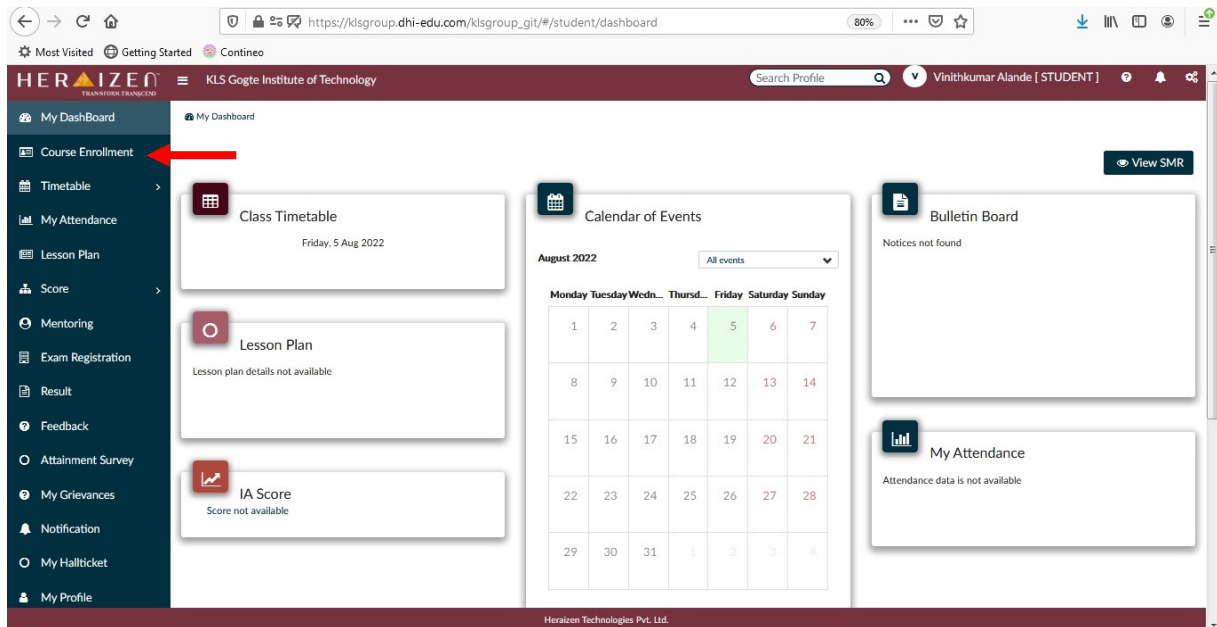 https://klsgroup.dhi-edu.com/klsgroup_git/#/student/dashboard
80%
Most Visited Getting Started Contineo
HERAIZEN
TRANSFORM.TRANSCEND
KLS Gogte Institute of Technology
Search Profile
V
Vinithkumar Alande [ STUDENT ]
My DashBoard
Course Enrollment
Timetable
My Attendance
Lesson Plan
Score
Mentoring
Exam Registration
Result
Feedback
Attainment Survey
My Grievances
Notification
My Hallticket
My Profile
My Dashboard
View SMR
Class Timetable
Friday, 5 Aug 2022
Lesson Plan
Lesson plan details not available
IA Score
Score not available
Calendar of Events
August 2022
All events
Monday Tuesday Wedn... Thursd... Friday Saturday Sunday
1 2 3 4 5 6 7
8 9 10 11 12 13 14
15 16 17 18 19 20 21
22 23 24 25 26 27 28
29 30 31 1 2 3 4
Bulletin Board
Notices not found
My Attendance
Attendance data is not available
Heraizen Technologies Pvt. Ltd.